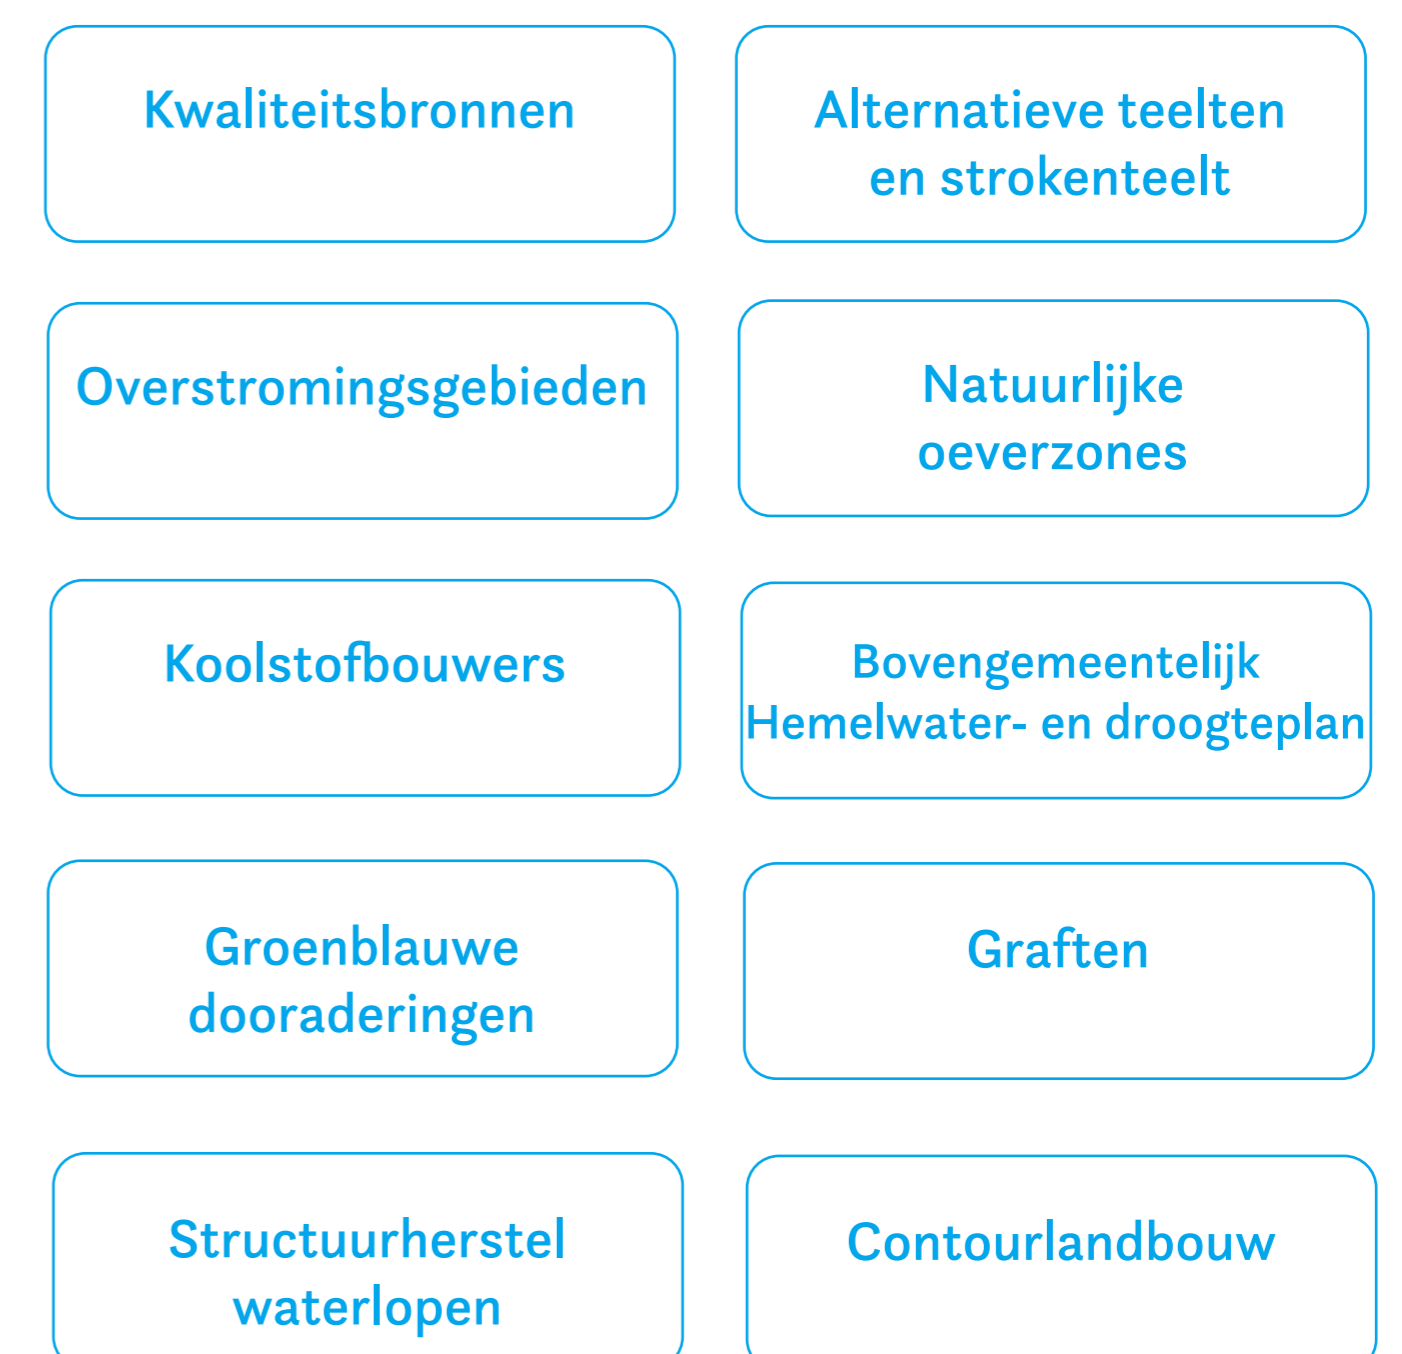 Kwaliteitsbronnen
Alternatieve teelten
en strokenteelt
Overstromingsgebieden
Natuurlijke
oeverzones
Koolstofbouwers
Bovengemeentelijk
Hemelwater- en droogteplan
Groenblauwe
dooraderingen
Graften
Structuurherstel
waterlopen
Contourlandbouw